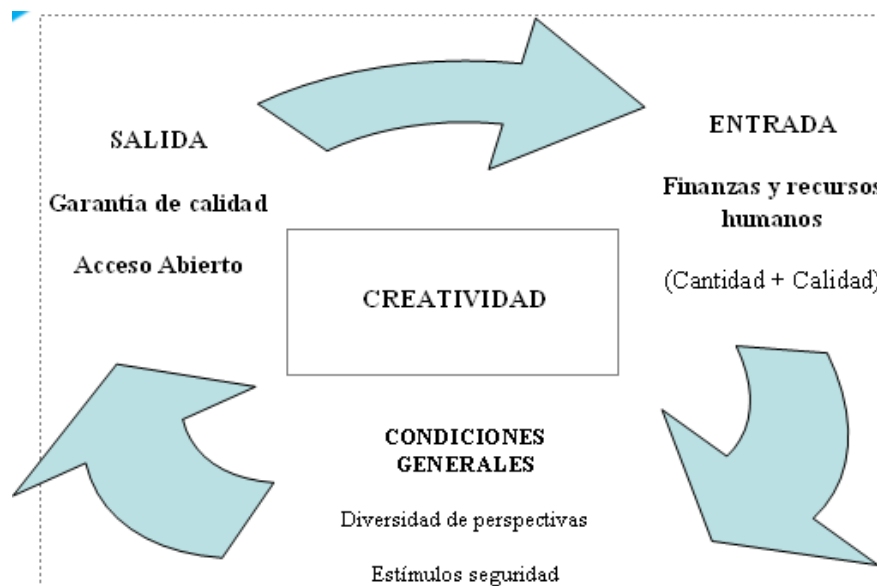 SALIDA
Garantía de calidad
Acceso Abierto
ENTRADA
Finanzas y recursos
humanos
(Cantidad + Calidad)
CREATIVIDAD
CONDICIONES
GENERALES
Diversidad de perspectivas
Estímulos seguridad